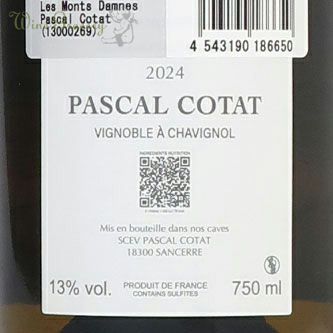 Les Monts Damnes
Pascal Cotat
(13000269)
4 543190 186650
2024
PASCAL COTAT
VIGNOBLE À CHAVIGNOL
INGREDIENTS NUTRITION
Mis en bouteille dans nos caves
SCEV PASCAL COTAT
18300 SANCERRE
13% vol.
PRODUIT DE FRANCE
CONTAINS SULFITES
750 ml